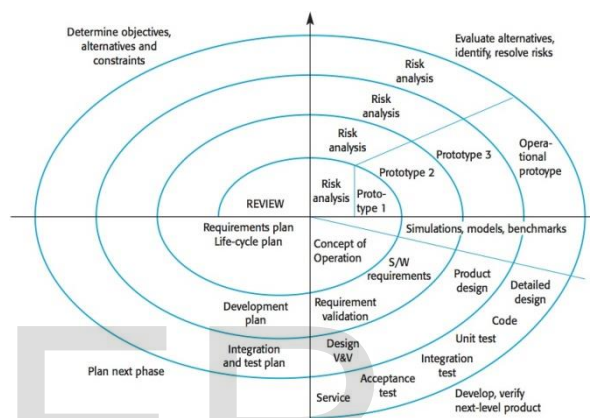 Determine objectives,
alternatives and
constraints
Evaluate alternatives,
identify, resolve risks
Risk
analysis
Risk
analysis
Risk
analysis
Risk
analysis
Proto-
type 1
Prototype 2
Prototype 3
Opera-
tional
protoype
REVIEW
Requirements plan
Life-cycle plan
Simulations, models, benchmarks
Concept of
Operation
S/W
requirements
Product
design
Detailed
design
Development
plan
Requirement
validation
Code
Unit test
Integration
and test plan
Design
V&V
Integration
test
Plan next phase
Acceptance
test
Service
Develop, verify
next-level product